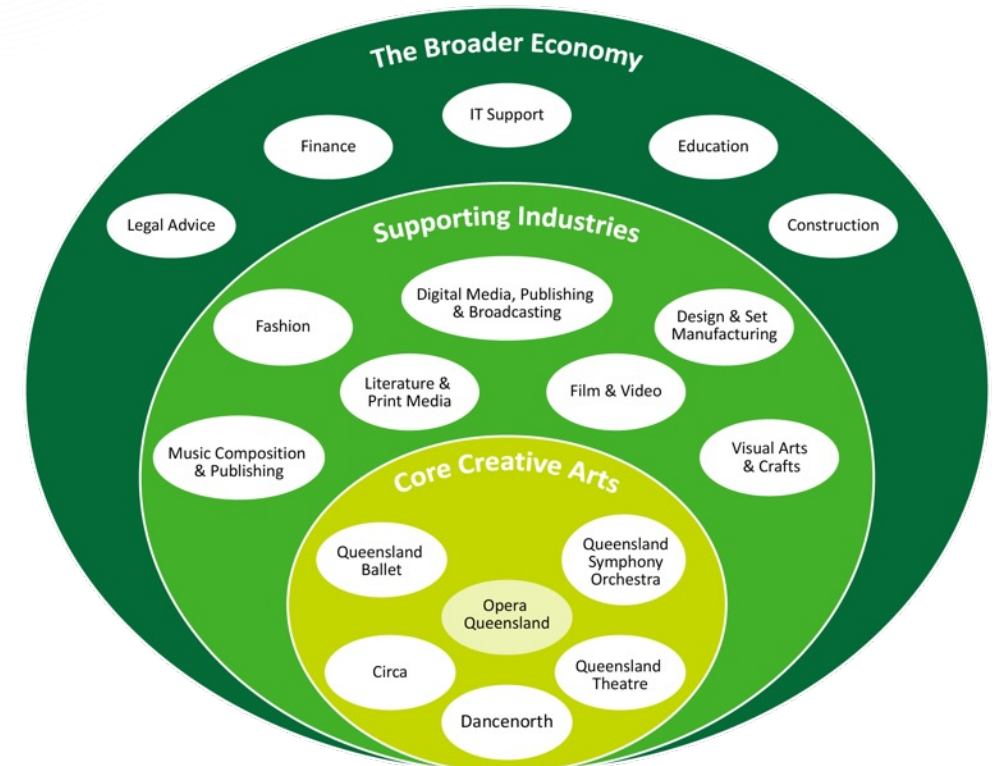 The Broader Economy
IT Support
Finance
Education
Legal Advice
Construction
Supporting Industries
Digital Media, Publishing
& Broadcasting
Fashion
Design & Set
Manufacturing
Literature &
Print Media
Film & Video
Music Composition
& Publishing
Visual Arts
& Crafts
Core Creative Arts
Queensland
Ballet
Queensland
Symphony
Orchestra
Opera
Queensland
Circa
Queensland
Theatre
Dancenorth